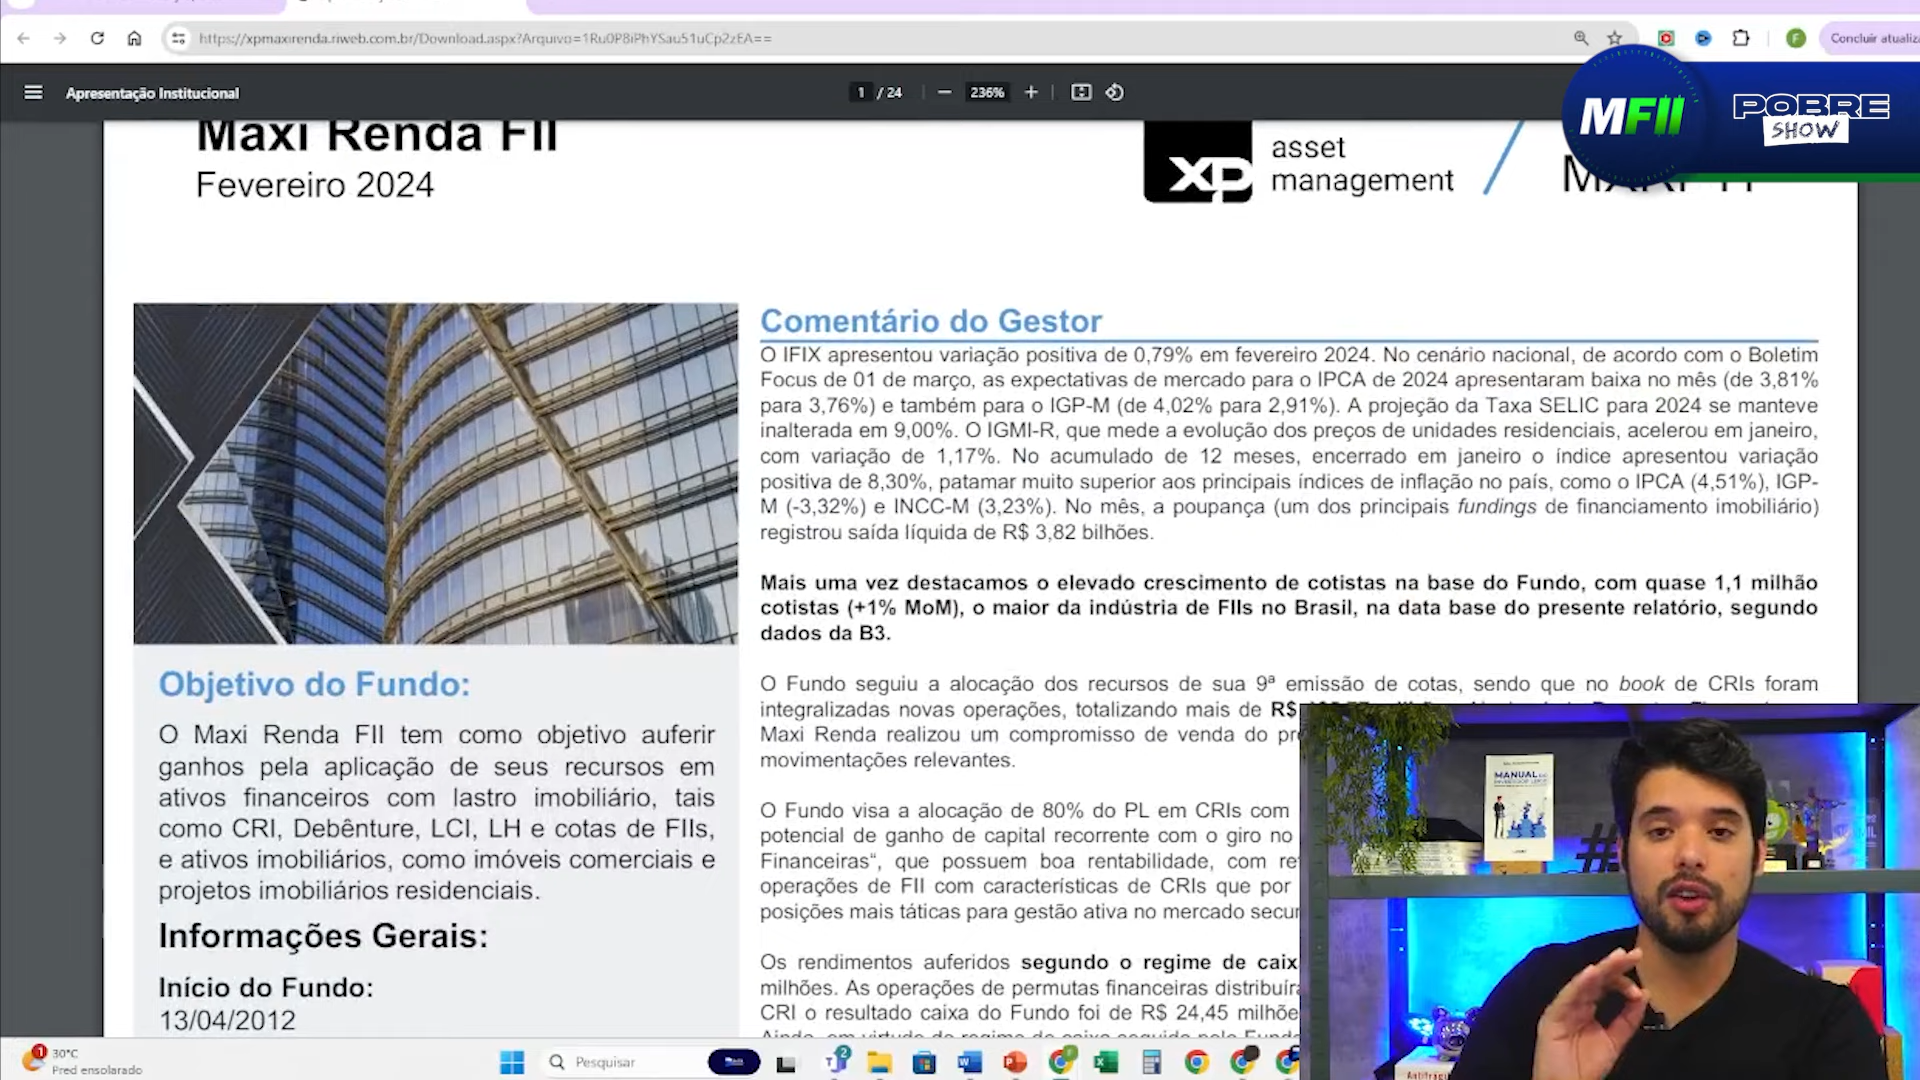 https://xpmaxirenda.riweb.com.br/Download.aspx?Arquivo=1Ru0P8iPhYSau51uCp2zEA==
F
Concluir atualiza
Apresentação Institucional
1 / 24
236%
MFII
POBRE
SHOW
Maxi Renda FII
Fevereiro 2024
xp
asset
management
Comentário do Gestor
O IFIX apresentou variação positiva de 0,79% em fevereiro 2024. No cenário nacional, de acordo com o Boletim
Focus de 01 de março, as expectativas de mercado para o IPCA de 2024 apresentaram baixa no mês (de 3,81%
para 3,76%) e também para o IGP-M (de 4,02% para 2,91%). A projeção da Taxa SELIC para 2024 se manteve
inalterada em 9,00%. O IGMI-R, que mede a evolução dos preços de unidades residenciais, acelerou em janeiro,
com variação de 1,17%. No acumulado de 12 meses, encerrado em janeiro o índice apresentou variação
positiva de 8,30%, patamar muito superior aos principais índices de inflação no país, como o IPCA (4,51%), IGP-
M (-3,32%) e INCC-M (3,23%). No mês, a poupança (um dos principais fundings de financiamento imobiliário)
registrou saída líquida de R$ 3,82 bilhões.
Mais uma vez destacamos o elevado crescimento de cotistas na base do Fundo, com quase 1,1 milhão
cotistas (+1% MoM), o maior da indústria de FIIs no Brasil, na data base do presente relatório, segundo
dados da B3.
O Fundo seguiu a alocação dos recursos de sua 9ª emissão de cotas, sendo que no book de CRIs foram
integralizadas novas operações, totalizando mais de R$
Maxi Renda realizou um compromisso de venda do
movimentações relevantes.
O Fundo visa a alocação de 80% do PL em CRIs com
potencial de ganho de capital recorrente com o giro no
Financeiras“, que possuem boa rentabilidade, com
operações de FII com características de CRIs que por
posições mais táticas para gestão ativa no mercado
Os rendimentos auferidos segundo o regime de
milhões. As operações de permutas financeiras
CRI o resultado caixa do Fundo foi de R$ 24,45
Objetivo do Fundo:
O Maxi Renda FII tem como objetivo auferir
ganhos pela aplicação de seus recursos em
ativos financeiros com lastro imobiliário, tais
como CRI, Debênture, LCI, LH e cotas de FIIs,
e ativos imobiliários, como imóveis comerciais e
projetos imobiliários residenciais.
Informações Gerais:
Início do Fundo:
13/04/2012
MANUAL
1
30°C
Pred ensolarado
Pesquisar
2